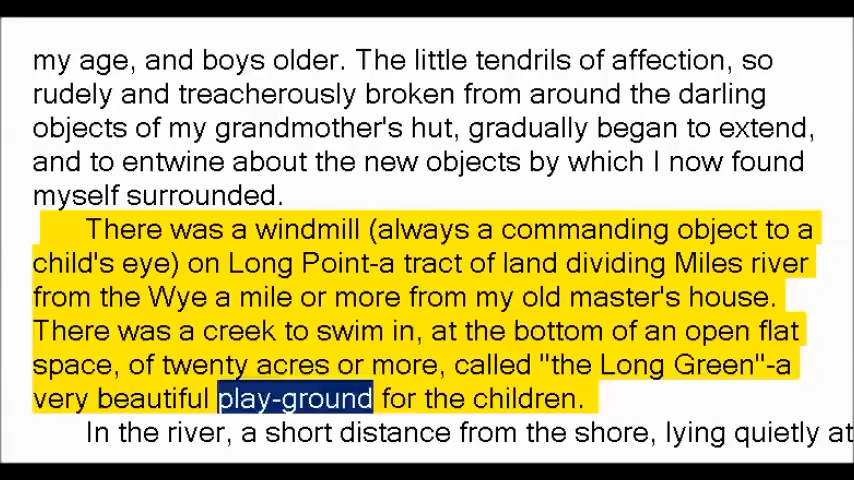 my age, and boys older. The little tendrils of affection, so
rudely and treacherously broken from around the darling
objects of my grandmother's hut, gradually began to extend,
and to entwine about the new objects by which I now found
myself surrounded.
There was a windmill (always a commanding object to a
child's eye) on Long Point-a tract of land dividing Miles river
from the Wye a mile or more from my old master's house.
There was a creek to swim in, at the bottom of an open flat
space, of twenty acres or more, called "the Long Green"-a
very beautiful play-ground for the children.
In the river, a short distance from the shore, lying quietly at